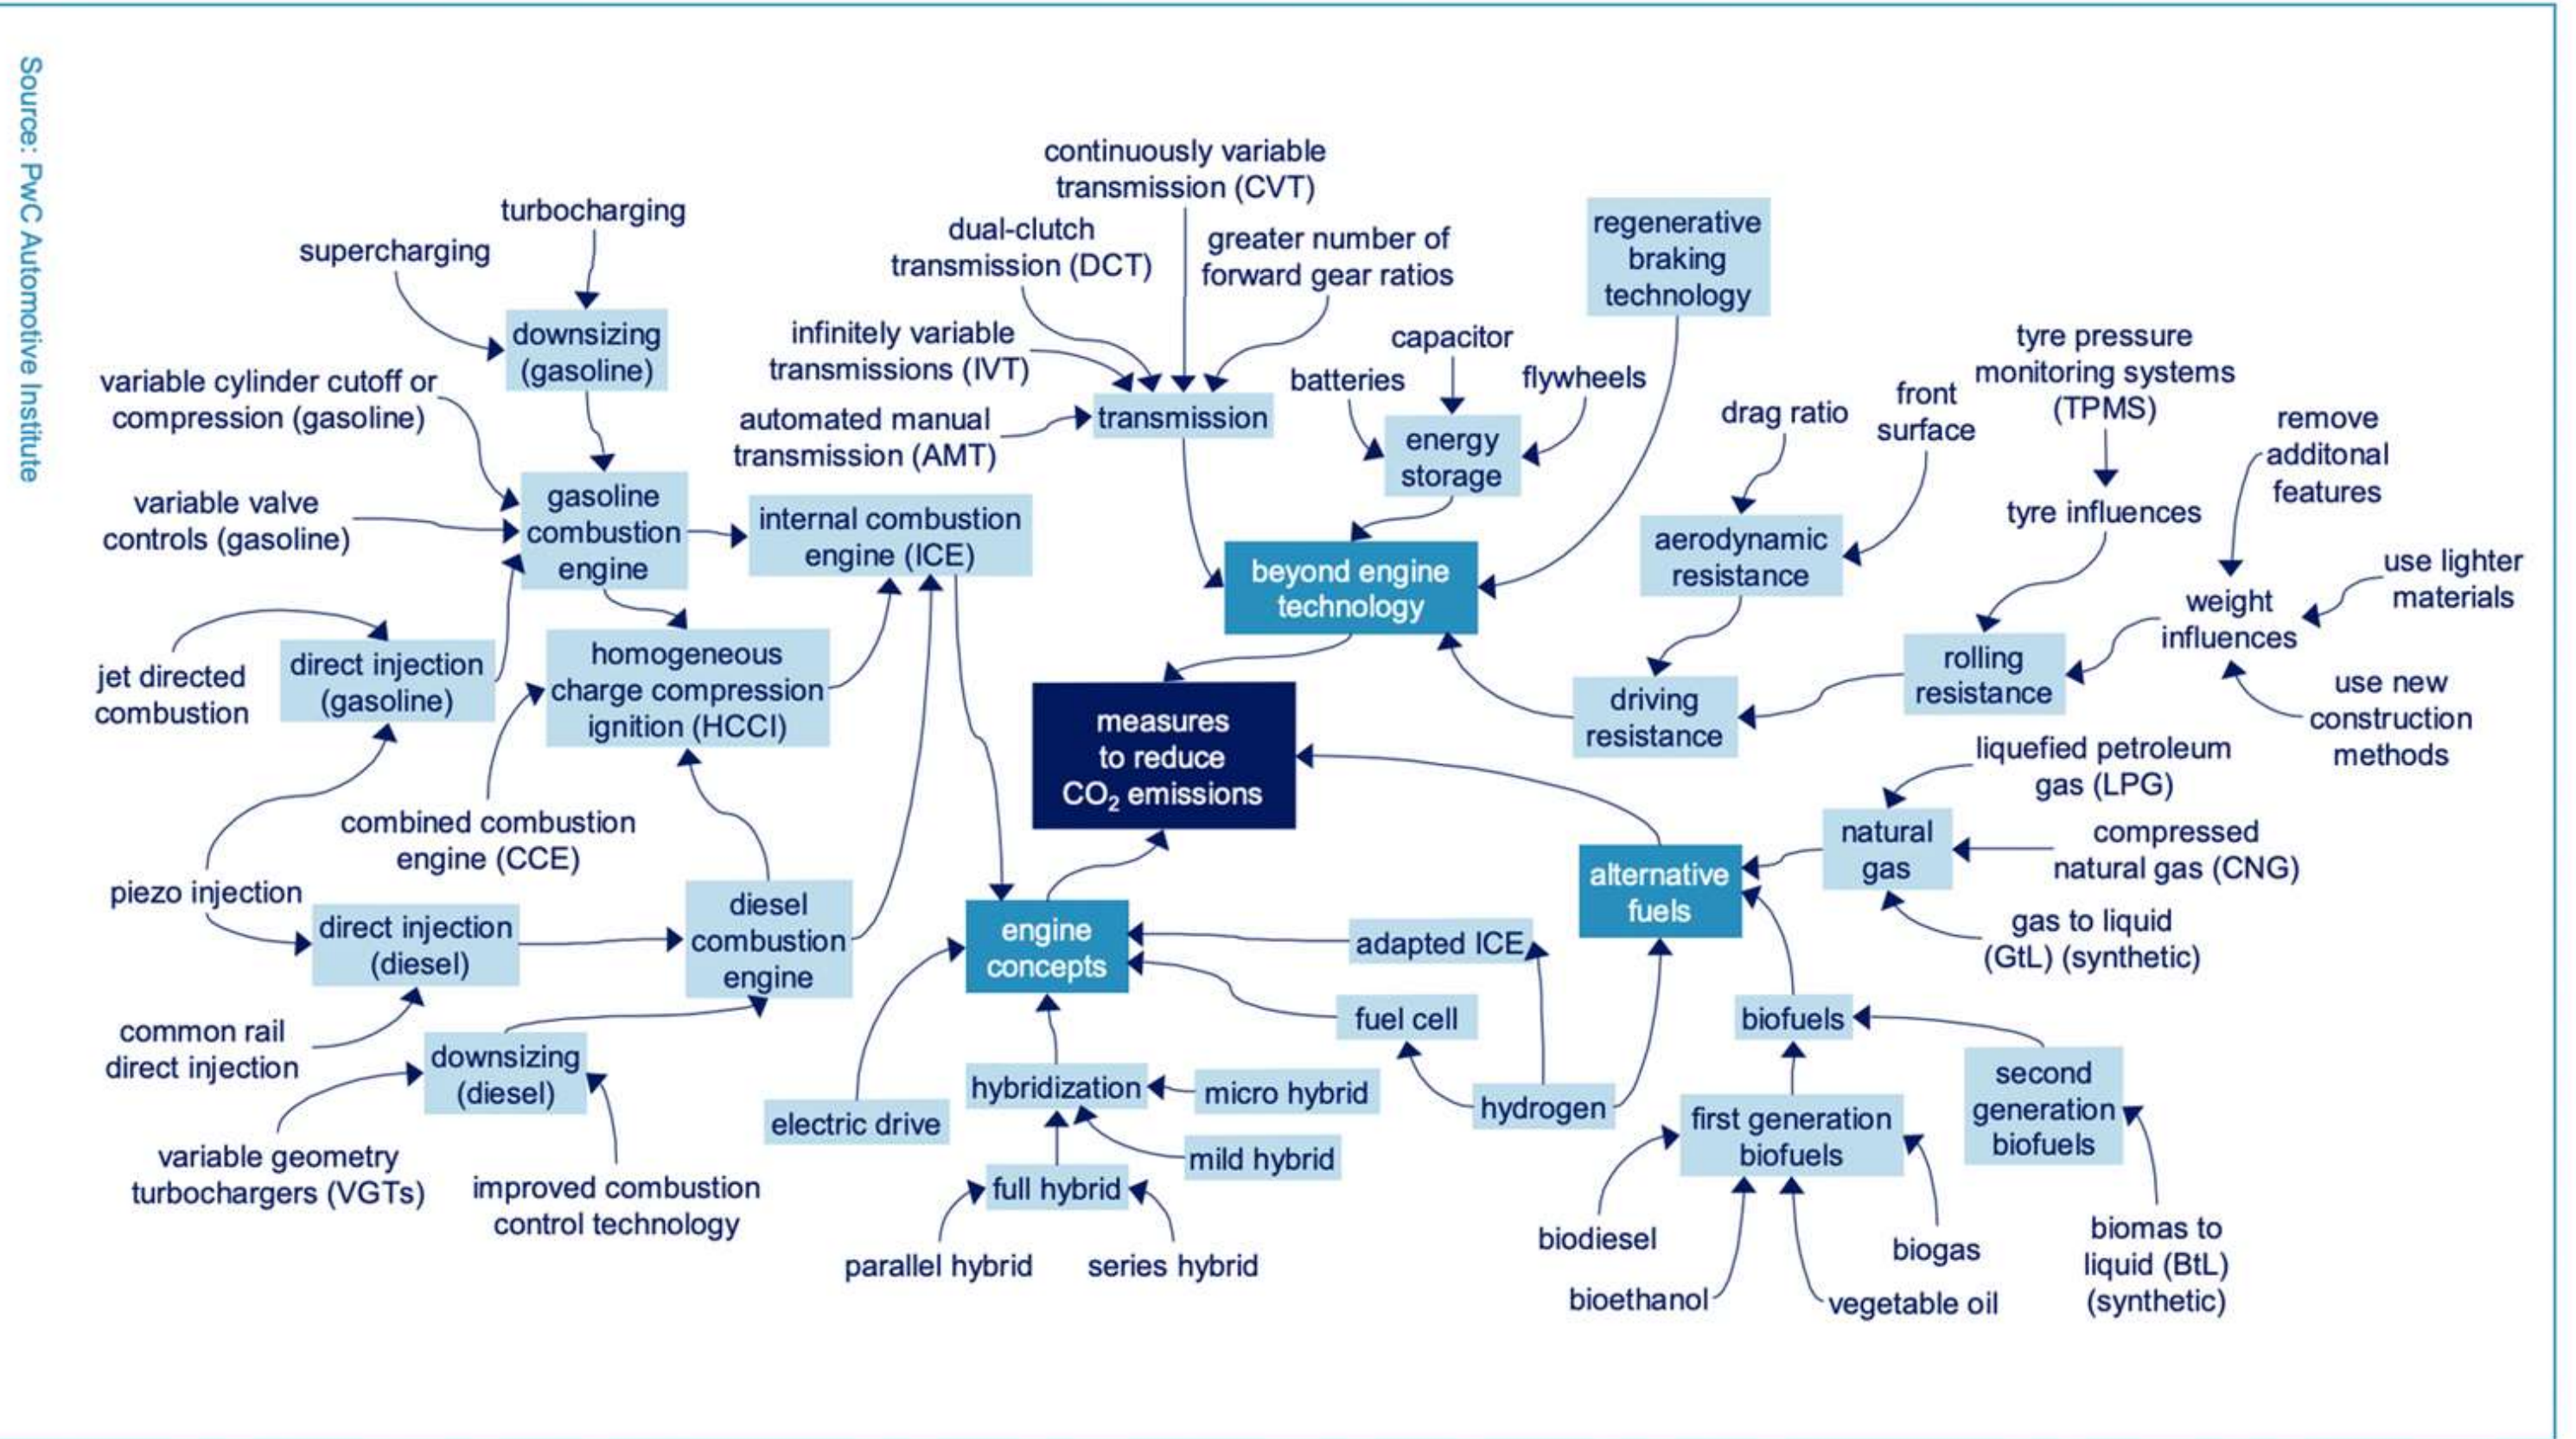 Source: PwC Automotive Institute
continuously variable
transmission (CVT)
turbocharging
supercharging
dual-clutch
transmission (DCT)
greater number of
forward gear ratios
regenerative
braking
technology
downsizing
(gasoline)
infinitely variable
transmissions (IVT)
capacitor
batteries
flywheels
tyre pressure
monitoring systems
(TPMS)
variable cylinder cutoff or
compression (gasoline)
automated manual
transmission (AMT)
transmission
energy
storage
drag ratio
front
surface
remove
additonal
features
variable valve
controls (gasoline)
gasoline
combustion
engine
internal combustion
engine (ICE)
aerodynamic
resistance
tyre influences
beyond engine
technology
use lighter
materials
weight
influences
jet directed
combustion
direct injection
(gasoline)
homogeneous
charge compression
ignition (HCCI)
rolling
resistance
driving
resistance
use new
construction
methods
measures
to reduce
CO₂ emissions
liquefied petroleum
gas (LPG)
combined combustion
engine (CCE)
natural
gas
compressed
natural gas (CNG)
piezo injection
direct injection
(diesel)
diesel
combustion
engine
engine
concepts
adapted ICE
alternative
fuels
gas to liquid
(GtL) (synthetic)
common rail
direct injection
downsizing
(diesel)
fuel cell
biofuels
hybridization
micro hybrid
electric drive
hydrogen
first generation
biofuels
second
generation
biofuels
mild hybrid
full hybrid
variable geometry
turbochargers (VGTs)
improved combustion
control technology
parallel hybrid
series hybrid
biodiesel
biogas
bioethanol
vegetable oil
biomas to
liquid (BtL)
(synthetic)